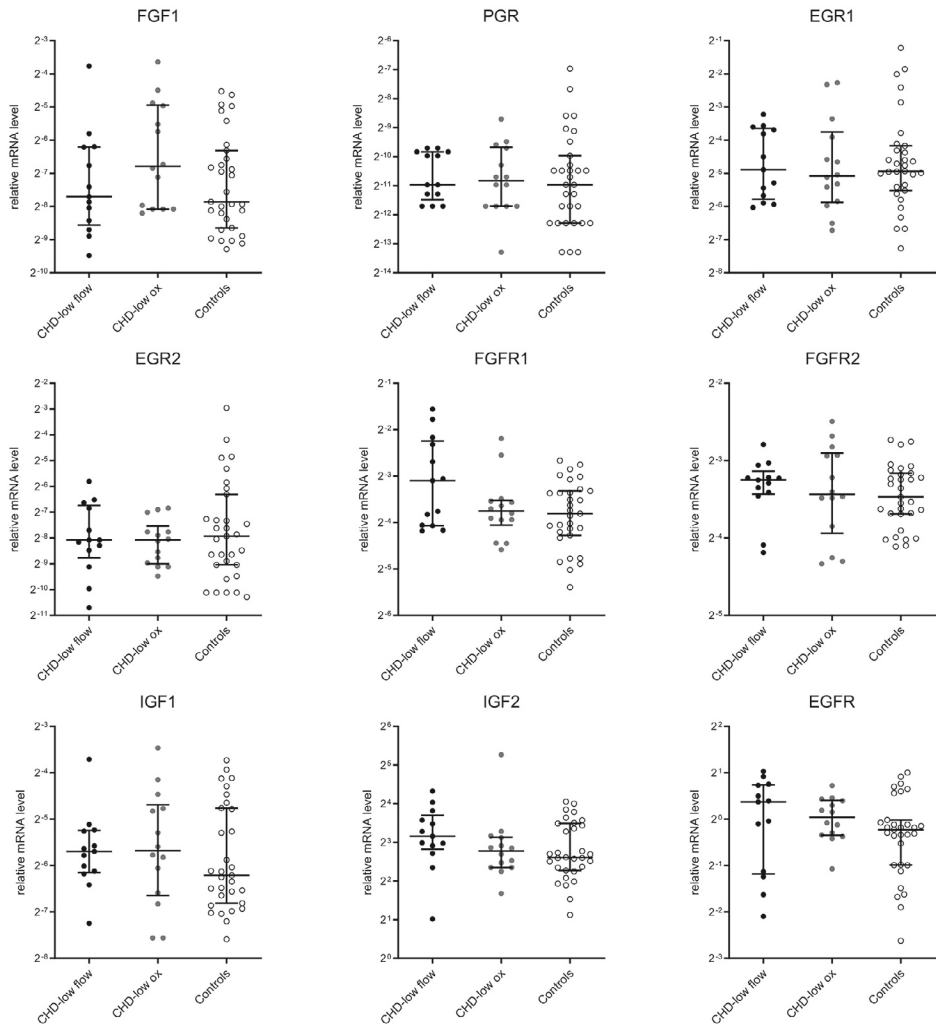 FGF1
relative mRNA level
2⁻³
2⁻⁴
2⁻⁵
2⁻⁶
2⁻⁷
2⁻⁸
2⁻⁹
2⁻¹⁰
CHD-low flow
CHD-low ox
Controls
PGR
relative mRNA level
2⁻⁶
2⁻⁷
2⁻⁸
2⁻⁹
2⁻¹⁰
2⁻¹¹
2⁻¹²
2⁻¹³
2⁻¹⁴
CHD-low flow
CHD-low ox
Controls
EGR1
relative mRNA level
2⁻¹
2⁻²
2⁻³
2⁻⁴
2⁻⁵
2⁻⁶
2⁻⁷
2⁻⁸
CHD-low flow
CHD-low ox
Controls
EGR2
relative mRNA level
2⁻²
2⁻³
2⁻⁴
2⁻⁵
2⁻⁶
2⁻⁷
2⁻⁸
2⁻⁹
2⁻¹⁰
2⁻¹¹
CHD-low flow
CHD-low ox
Controls
FGFR1
relative mRNA level
2⁻¹
2⁻²
2⁻³
2⁻⁴
2⁻⁵
2⁻⁶
CHD-low flow
CHD-low ox
Controls
FGFR2
relative mRNA level
2⁻²
2⁻³
2⁻⁴
2⁻⁵
CHD-low flow
CHD-low ox
Controls
IGF1
relative mRNA level
2⁻³
2⁻⁴
2⁻⁵
2⁻⁶
2⁻⁷
2⁻⁸
CHD-low flow
CHD-low ox
Controls
IGF2
relative mRNA level
2⁶
2⁵
2⁴
2³
2²
2¹
2⁰
CHD-low flow
CHD-low ox
Controls
EGFR
relative mRNA level
2²
2¹
2⁰
2⁻¹
2⁻²
2⁻³
CHD-low flow
CHD-low ox
Controls